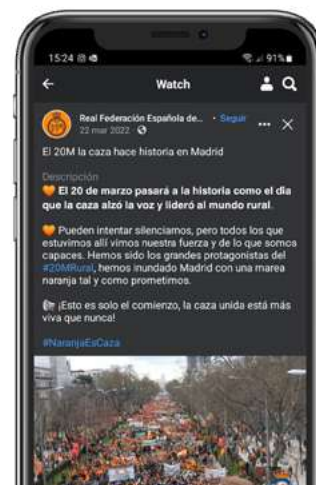 15:24
91%
Watch
Real Federación Española de... · Seguir
22 mar 2022 ·
El 20M la caza hace historia en Madrid
Descripción
🧡 El 20 de marzo pasará a la historia como el día
que la caza alzó la voz y lideró al mundo rural.
🧡 Pueden intentar silenciarnos, pero todos los que
estuvimos allí vimos nuestra fuerza y de lo que somos
capaces. Hemos sido los grandes protagonistas del
#20MRural, hemos inundado Madrid con una marea
naranja tal y como prometimos.
¡Esto es solo el comienzo, la caza unida está más
viva que nunca!
#NaranjaEsCaza